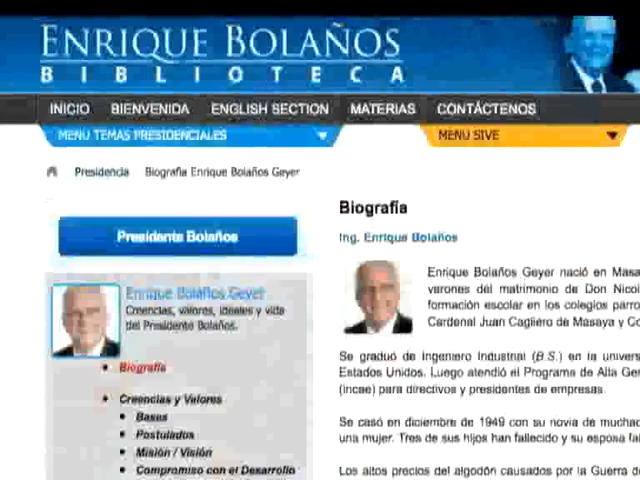 ENRIQUE BOLAÑOS
BIBLIOTECA
INICIO BIENVENIDA ENGLISH SECTION MATERIAS CONTÁCTENOS
MENU TEMAS PRESIDENCIALES MENU SIVE
Presidencia Biografia Enrique Bolaños Geyer
Presidente Bolaños
Enrique Bolaños Geyer
Creencias, valores, ideales y vida
del Presidente Bolaños.
Biografía
Creencias y Valores
Bases
Postulados
Misión / Visión
Compromiso con el Desarrollo
Biografía
Ing. Enrique Bolaños
Enrique Bolaños Geyer nació en Masa
varones del matrimonio de Don Nicol
formación escolar en los colegios parro
Cardenal Juan Cagliero de Masaya y Co
Se graduó de Ingeniero Industrial (B.S.) en la univers
Estados Unidos. Luego atendió el Programa de Alta Ger
(Incae) para directivos y presidentes de empresas.
Se casó en diciembre de 1949 con su novia de muchac
una mujer. Tres de sus hijos han fallecido y su esposa fal
Los altos precios del algodón causados por la Guerra d